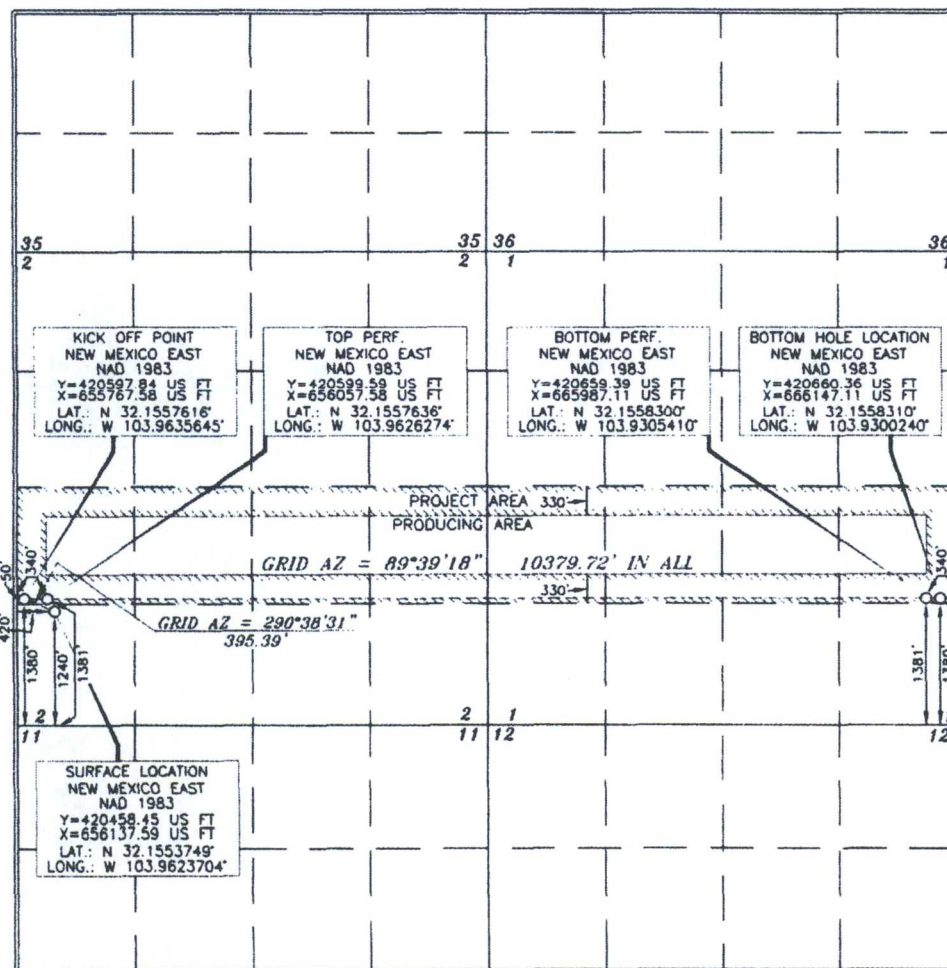 35
2
35
2
36
1
36
1
KICK OFF POINT
NEW MEXICO EAST
NAD 1983
Y=420597.84 US FT
X=655767.58 US FT
LAT.: N 32.1557616°
LONG.: W 103.9635645°
TOP PERF.
NEW MEXICO EAST
NAD 1983
Y=420599.59 US FT
X=656057.58 US FT
LAT.: N 32.1557636°
LONG.: W 103.9626274°
BOTTOM PERF.
NEW MEXICO EAST
NAD 1983
Y=420659.39 US FT
X=665987.11 US FT
LAT.: N 32.1558300°
LONG.: W 103.9305410°
BOTTOM HOLE LOCATION
NEW MEXICO EAST
NAD 1983
Y=420660.36 US FT
X=666147.11 US FT
LAT.: N 32.1558310°
LONG.: W 103.9300240°
PROJECT AREA 330'
PRODUCING AREA
GRID AZ = 89°39'18" 10379.72' IN ALL
330'
50'
340'
340'
420'
GRID AZ = 290°38'31"
395.39'
1380'
1240'
1381'
1381'
1380'
2
11
2
11
1
12
12
SURFACE LOCATION
NEW MEXICO EAST
NAD 1983
Y=420458.45 US FT
X=656137.59 US FT
LAT.: N 32.1553749°
LONG.: W 103.9623704°